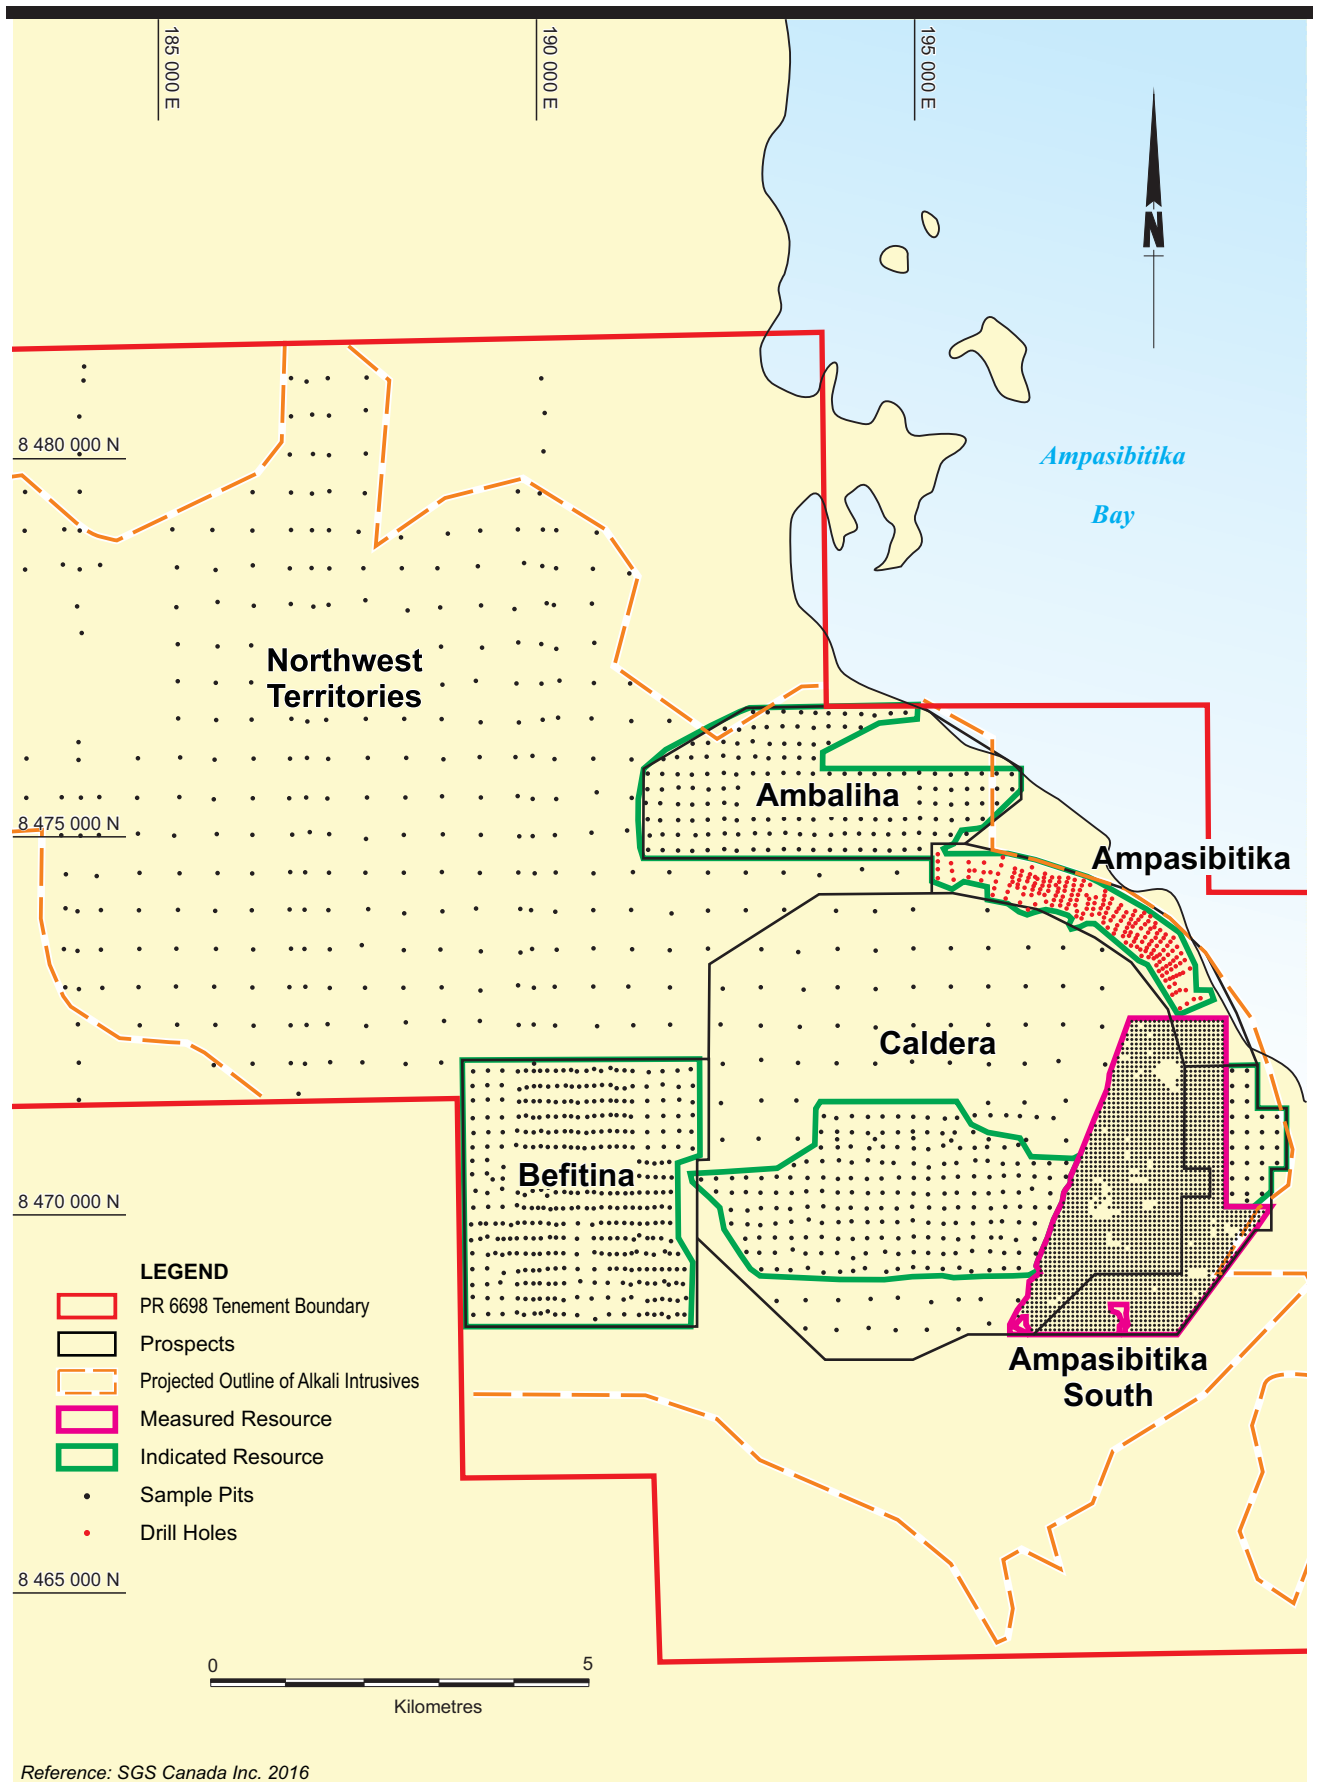 185 000 E
190 000 E
195 000 E
N
8 480 000 N
Ampasibitika
Bay
Northwest
Territories
Ambaliha
8 475 000 N
Ampasibitika
Caldera
Befitina
8 470 000 N
LEGEND
PR 6698 Tenement Boundary
Prospects
Projected Outline of Alkali Intrusives
Measured Resource
Indicated Resource
Sample Pits
Drill Holes
Ampasibitika
South
8 465 000 N
0 5
Kilometres
Reference: SGS Canada Inc. 2016